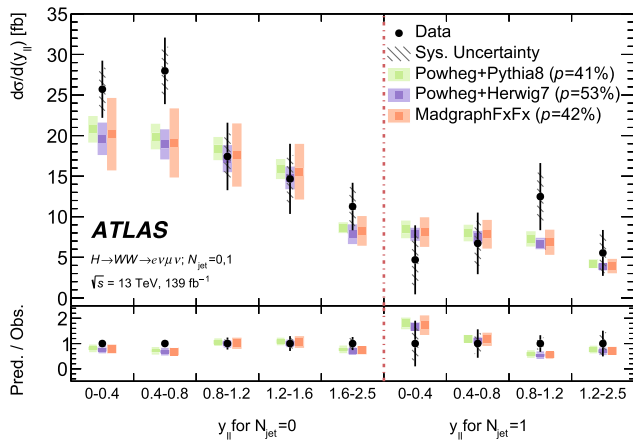 dσ/d(y_ll) [fb]
35
30
25
20
15
10
5
0
Data
Sys. Uncertainty
Powheg+Pythia8 (p=41%)
Powheg+Herwig7 (p=53%)
MadgraphFxFx (p=42%)
ATLAS
H→WW→eνμν; N_jet=0,1
√s = 13 TeV, 139 fb⁻¹
Pred. / Obs.
2
1
0
0-0.4 0.4-0.8 0.8-1.2 1.2-1.6 1.6-2.5 0-0.4 0.4-0.8 0.8-1.2 1.2-2.5
y_ll for N_jet=0 y_ll for N_jet=1